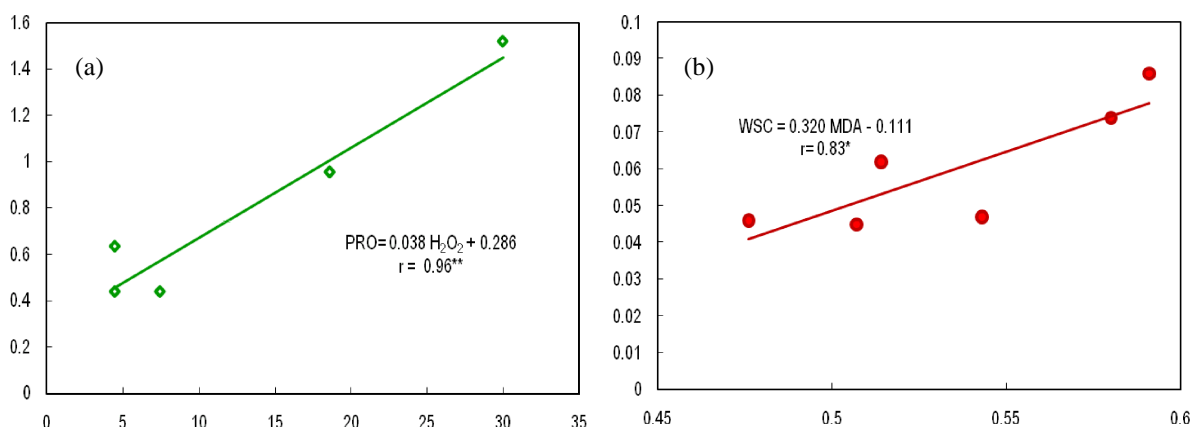 (a)
1.6
1.4
1.2
1
0.8
0.6
0.4
0.2
0
PRO= 0.038 H₂O₂ + 0.286
r = 0.96**
0 5 10 15 20 25 30 35
(b)
0.1
0.09
0.08
0.07
0.06
0.05
0.04
0.03
0.02
0.01
0
WSC = 0.320 MDA - 0.111
r= 0.83*
0.45 0.5 0.55 0.6